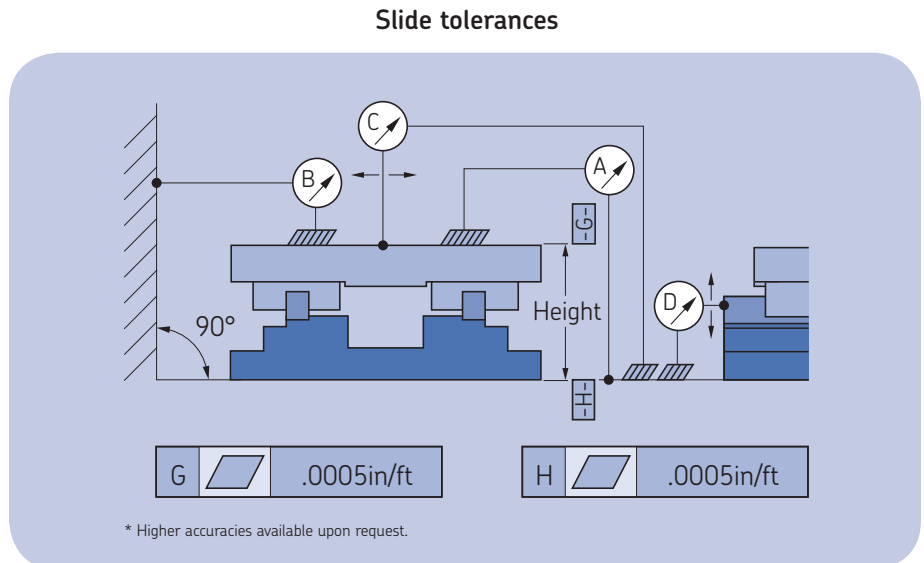 Slide tolerances
C
B
A
-G-
D
Height
90°
-H-
G .0005in/ft
H .0005in/ft
* Higher accuracies available upon request.